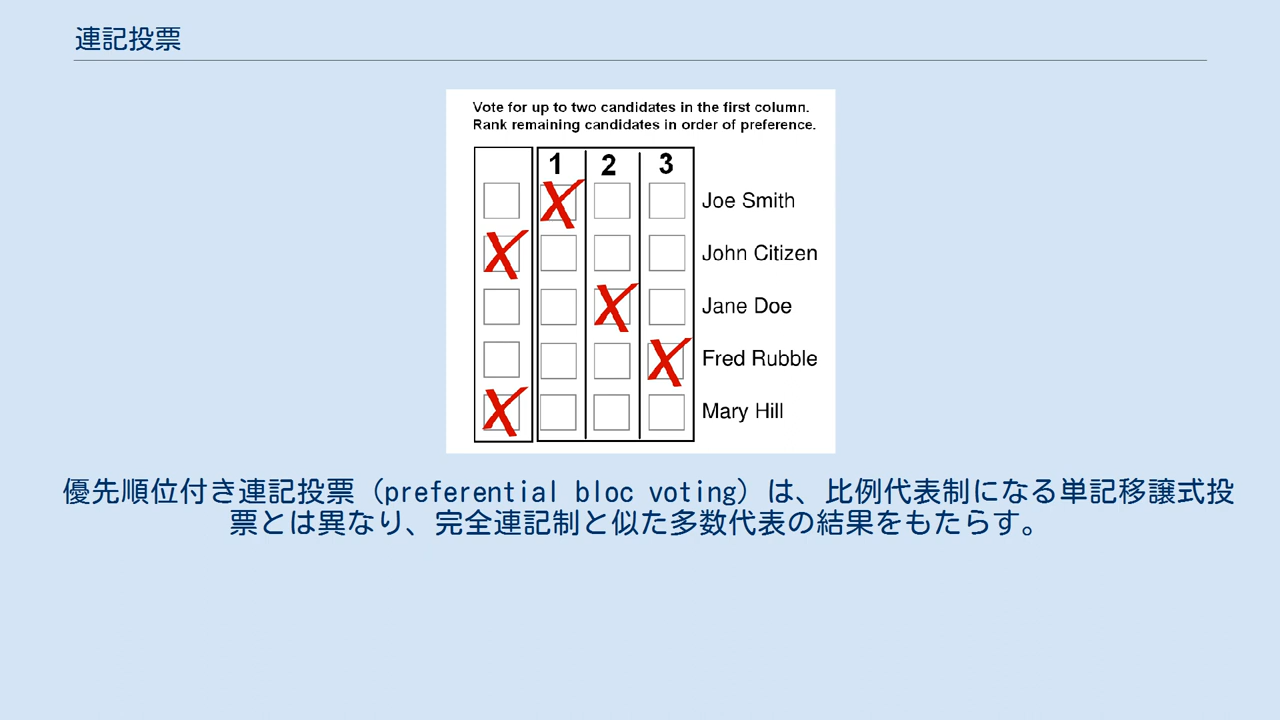 連記投票
Vote for up to two candidates in the first column.
Rank remaining candidates in order of preference.
1 2 3
Joe Smith
John Citizen
Jane Doe
Fred Rubble
Mary Hill
優先順位付き連記投票（preferential bloc voting）は、比例代表制になる単記移譲式投
票とは異なり、完全連記制と似た多数代表の結果をもたらす。